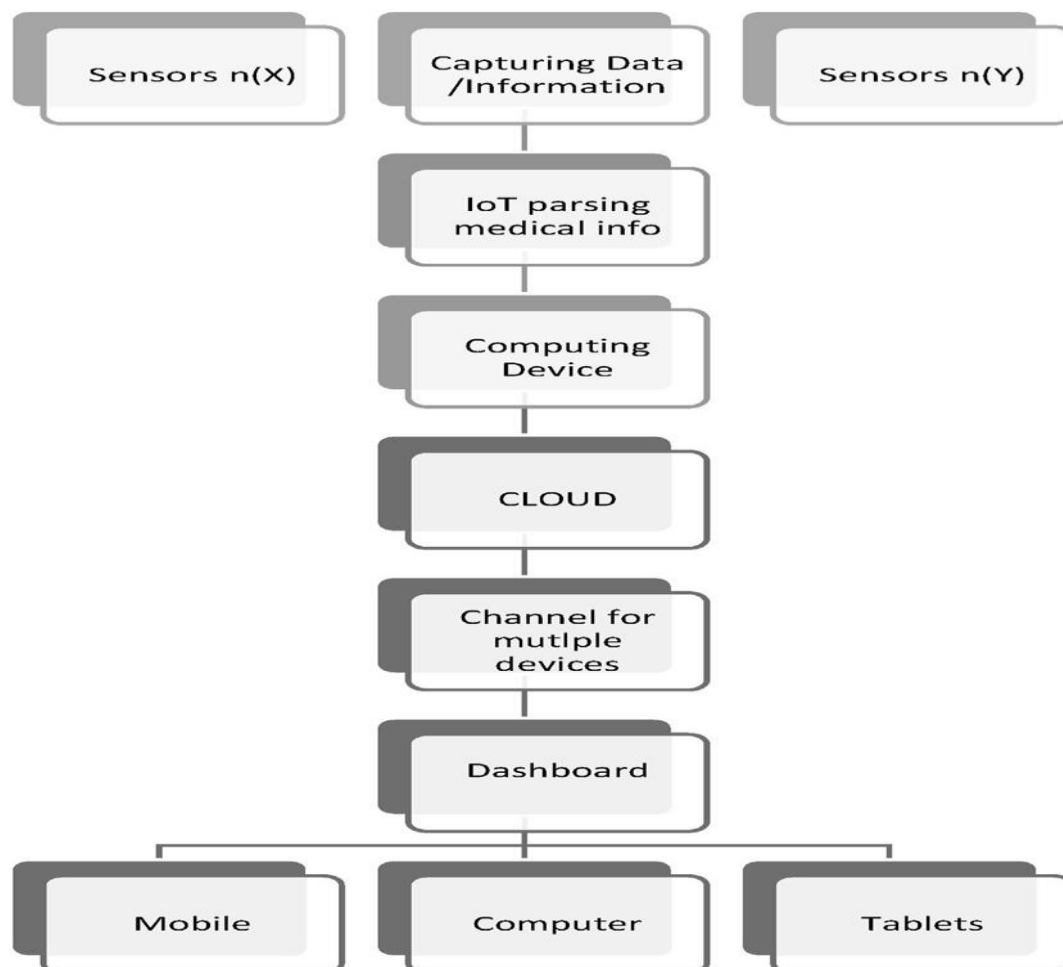 Sensors n(X)
Capturing Data
/Information
Sensors n(Y)
IoT parsing
medical info
Computing
Device
CLOUD
Channel for
mutlple
devices
Dashboard
Mobile
Computer
Tablets